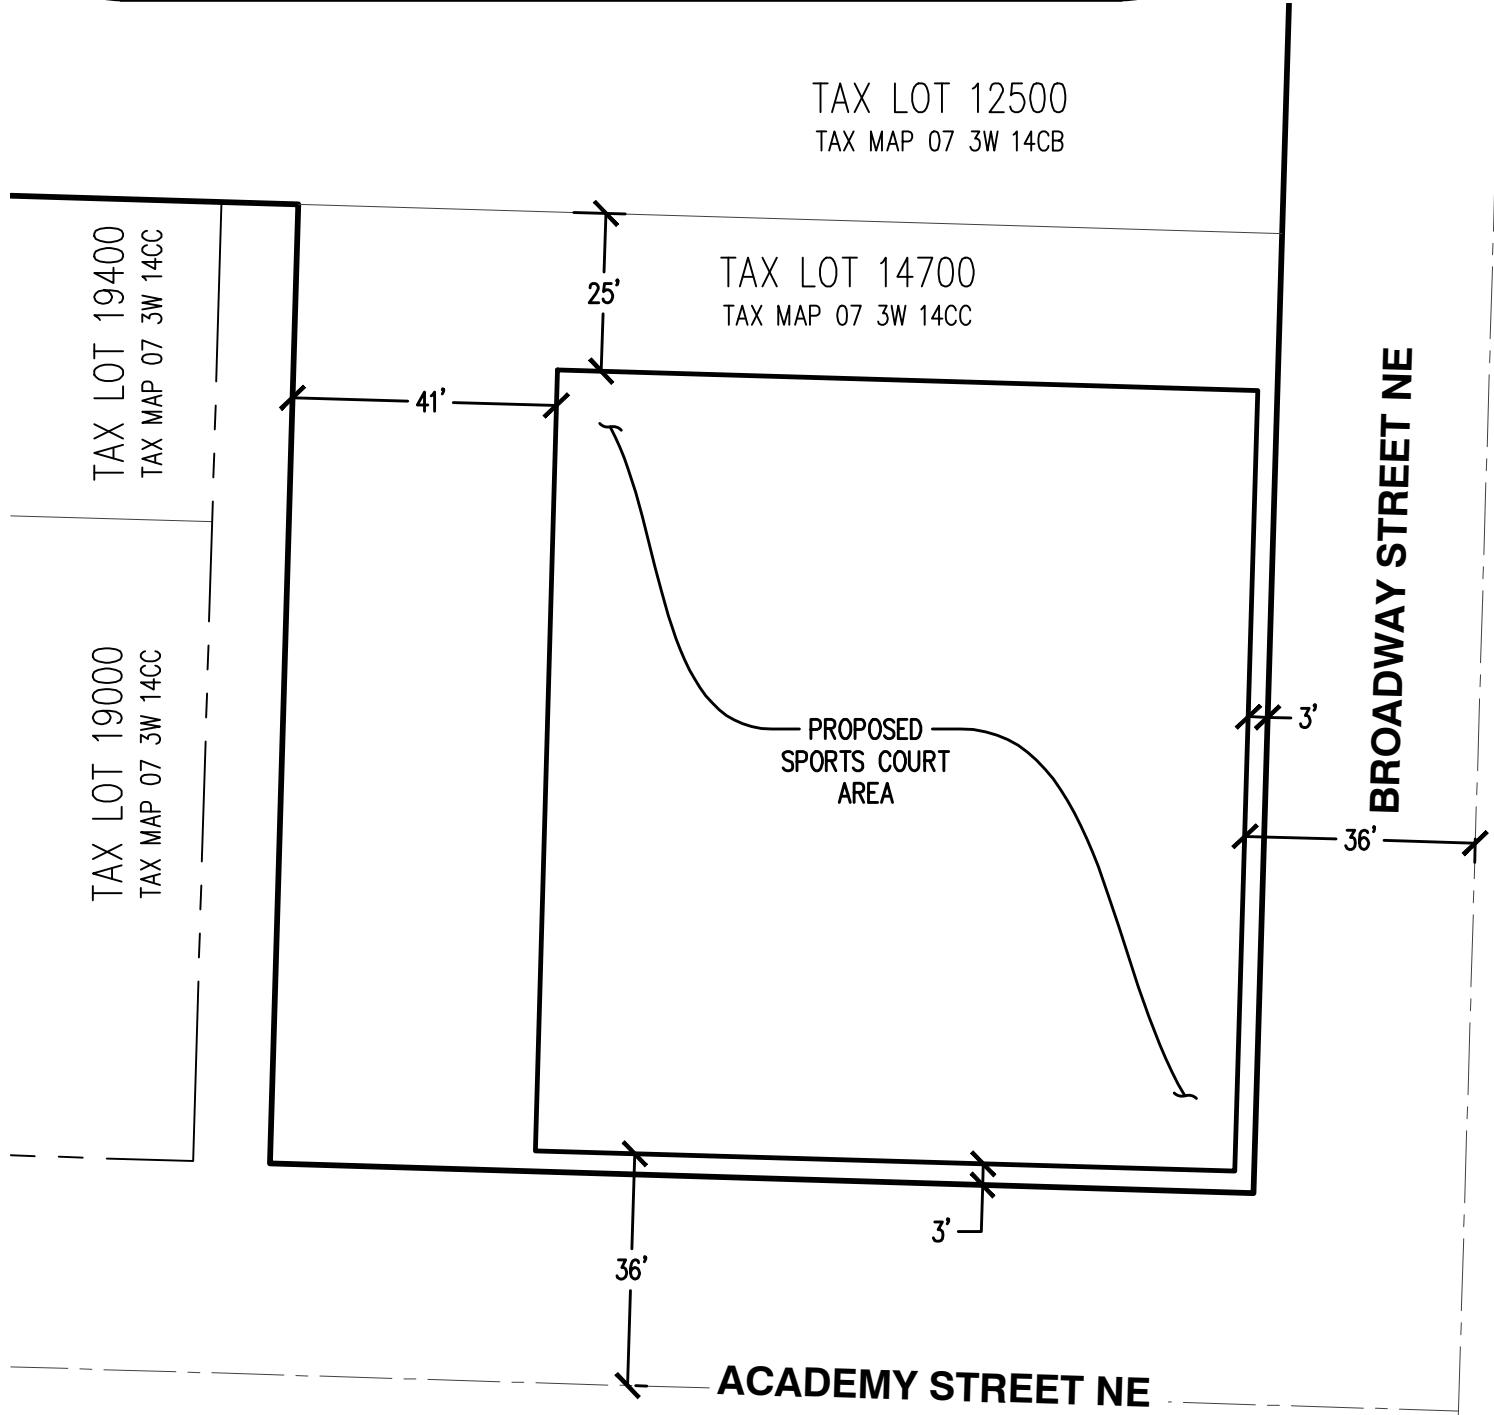 TAX LOT 12500
TAX MAP 07 3W 14CB
TAX LOT 19400
TAX MAP 07 3W 14CC
25'
TAX LOT 14700
TAX MAP 07 3W 14CC
41'
BROADWAY STREET NE
TAX LOT 19000
TAX MAP 07 3W 14CC
PROPOSED
SPORTS COURT
AREA
3'
36'
3'
36'
ACADEMY STREET NE